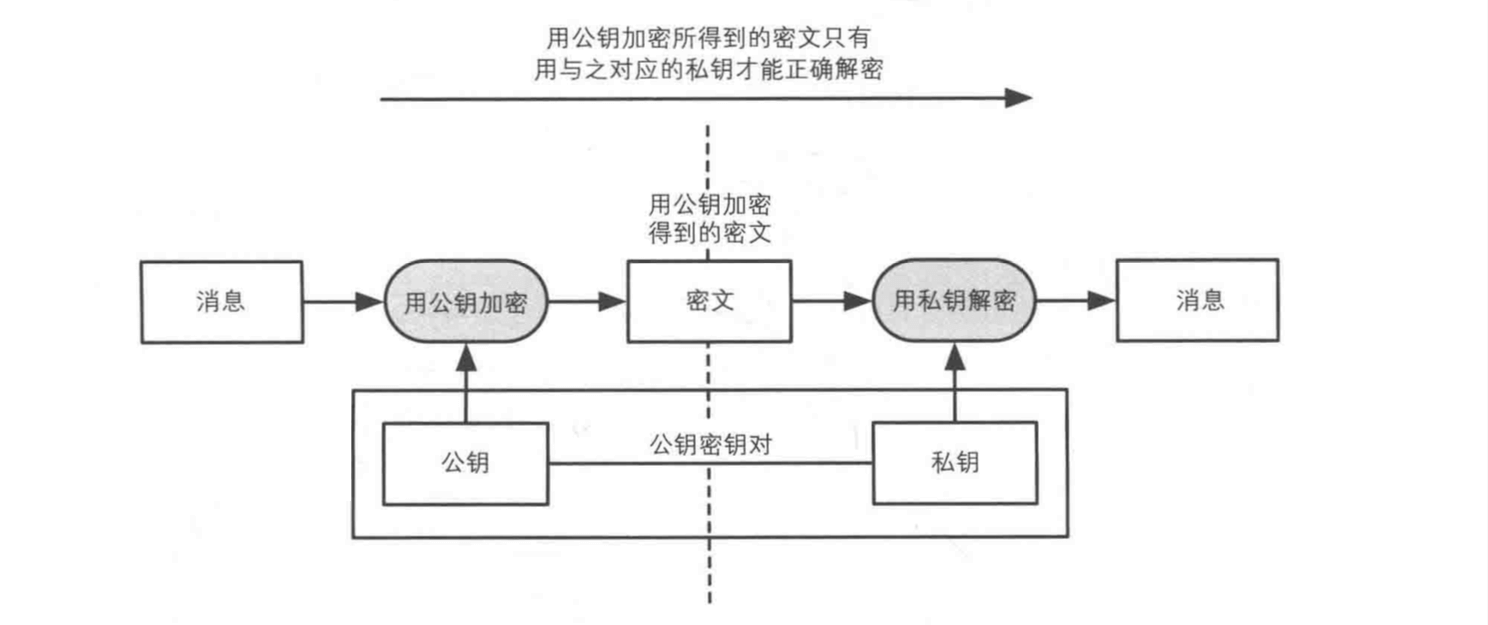 用公钥加密所得到的密文只有
用与之对应的私钥才能正确解密
用公钥加密
得到的密文
消息
用公钥加密
密文
用私钥解密
消息
公钥
公钥密钥对
私钥